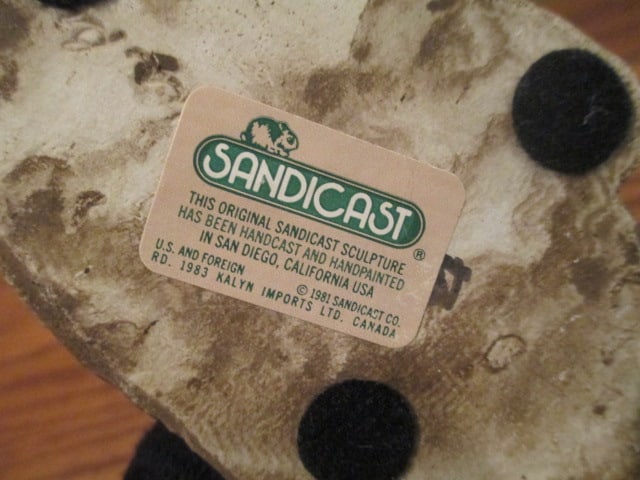 SANDICAST®
THIS ORIGINAL SANDICAST SCULPTURE
HAS BEEN HANDCAST AND HANDPAINTED
IN SAN DIEGO, CALIFORNIA USA
U.S. AND FOREIGN © 1981 SANDICAST CO.
RD. 1983 KALYN IMPORTS LTD. CANADA